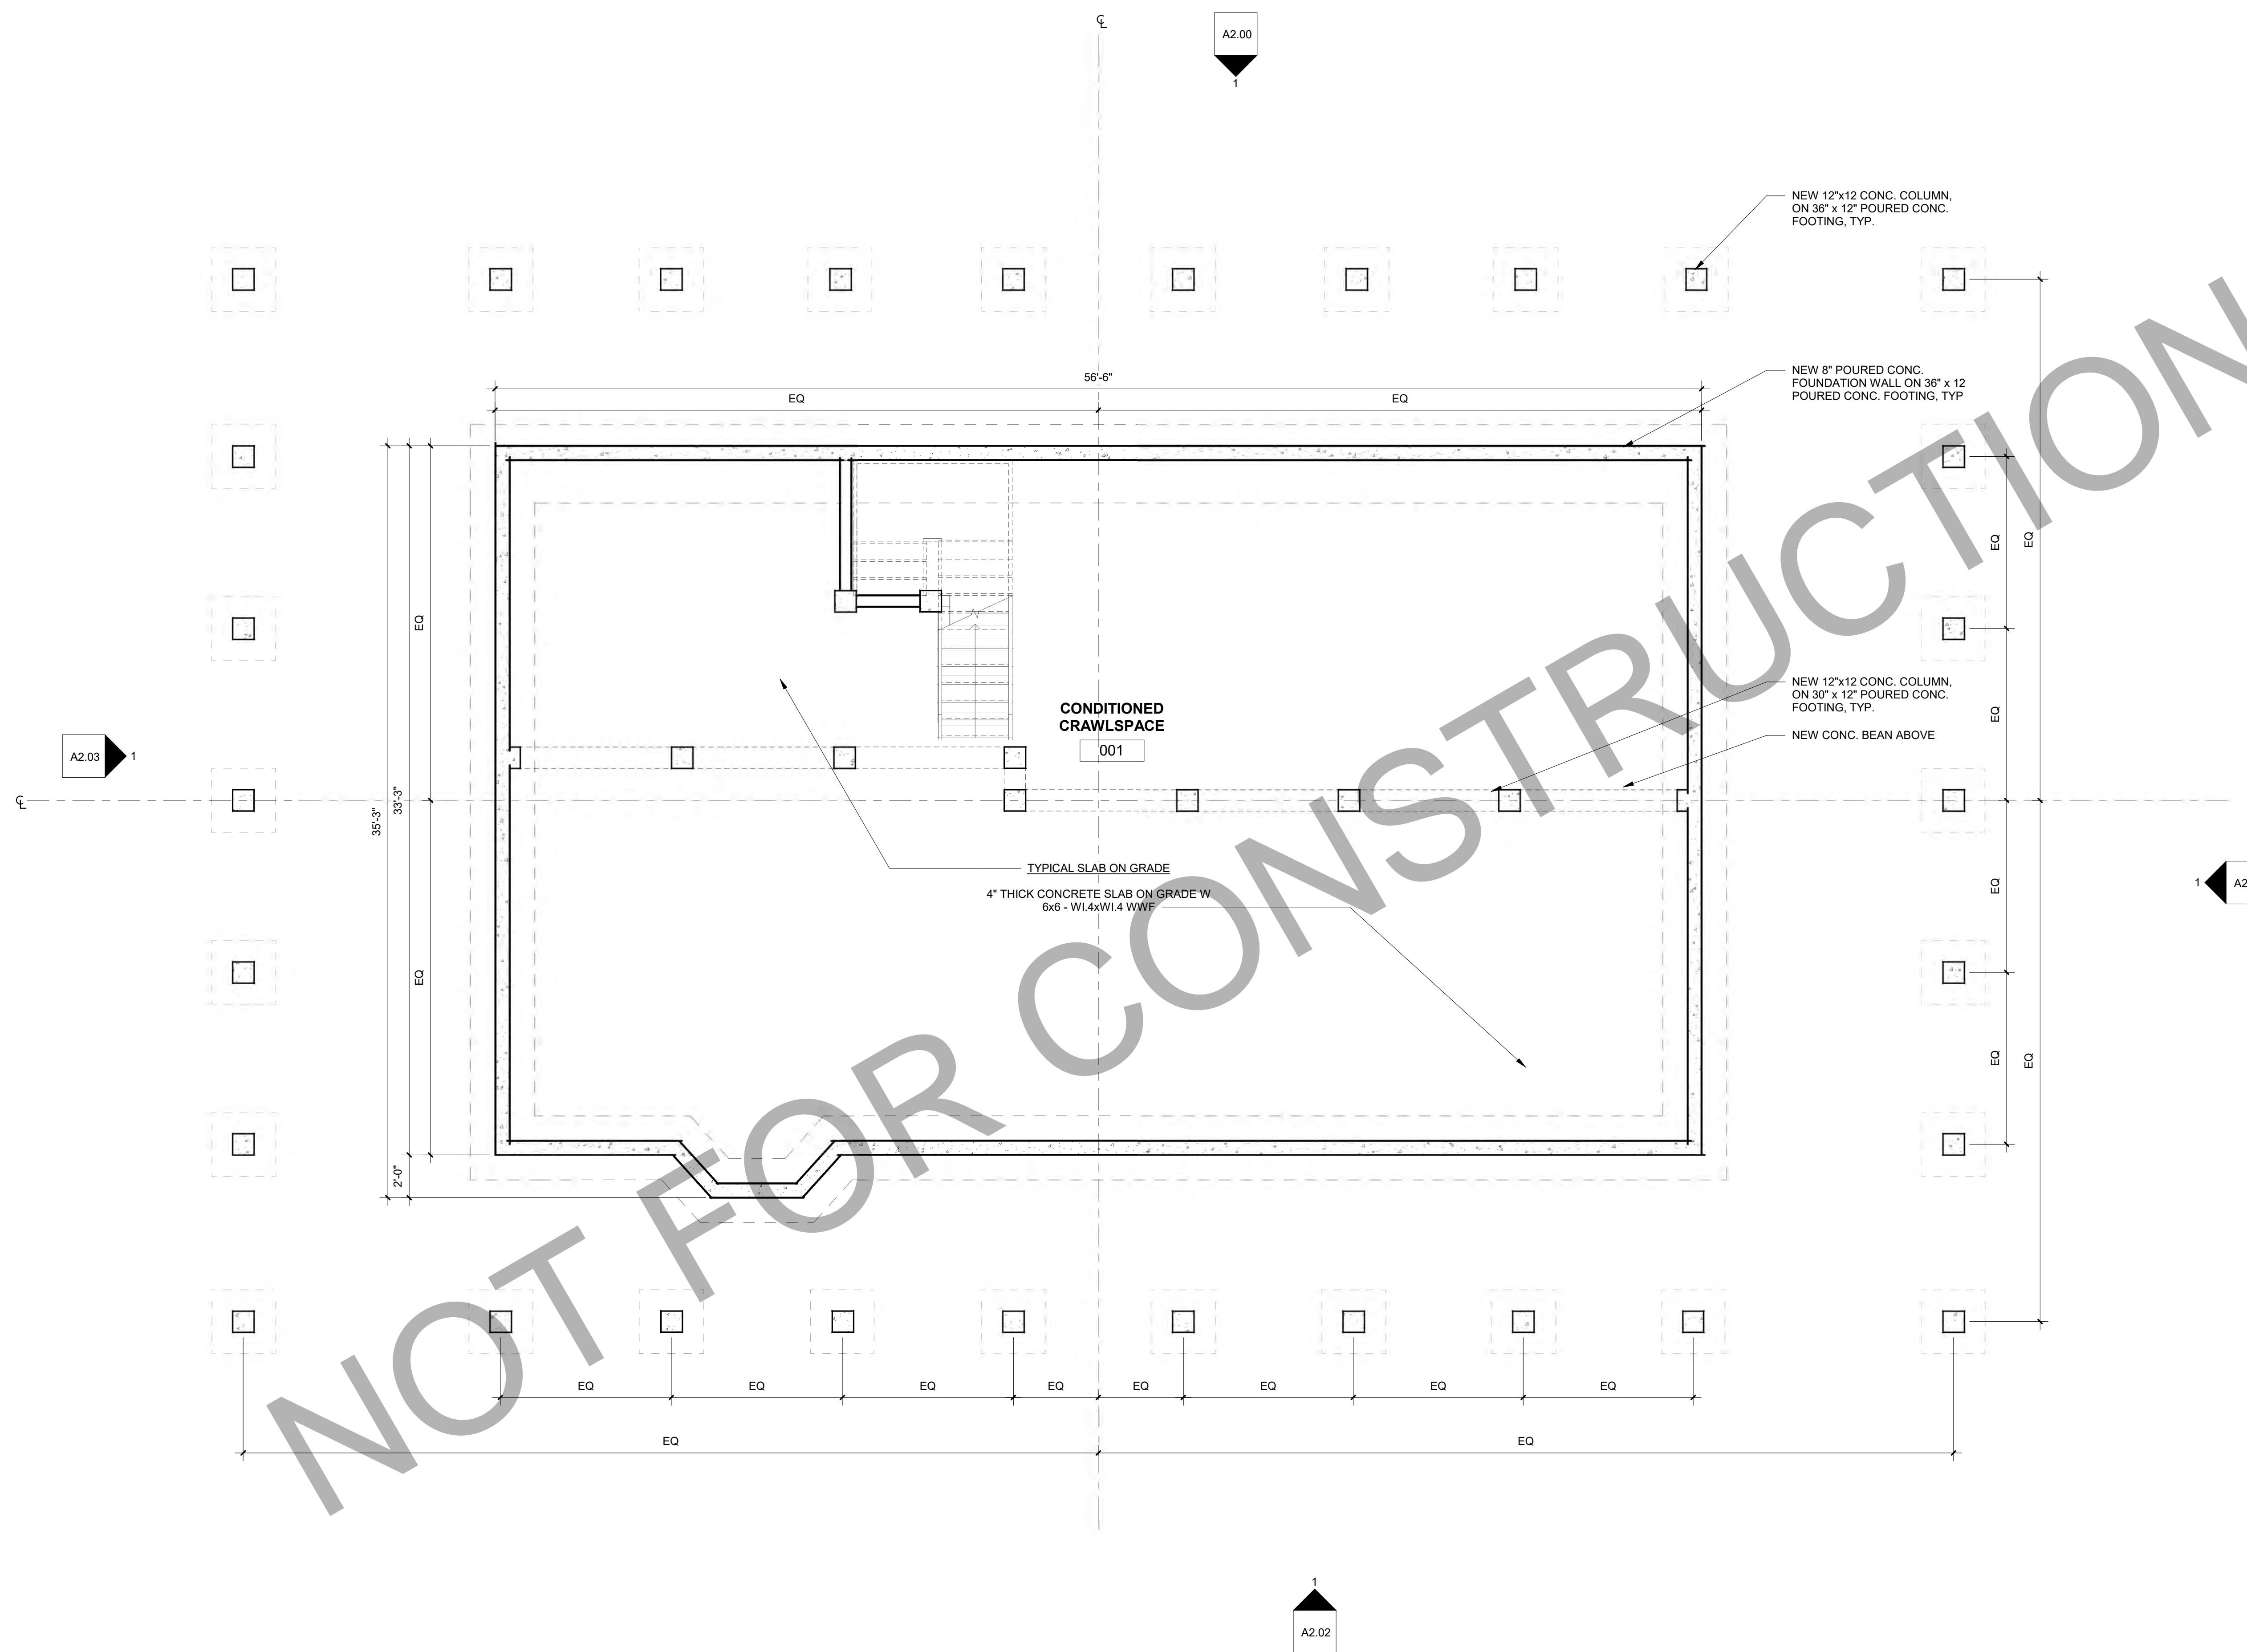 ℄
A2.00
1
NEW 12"x12 CONC. COLUMN,
ON 36" x 12" POURED CONC.
FOOTING, TYP.
NEW 8" POURED CONC.
FOUNDATION WALL ON 36" x 12
POURED CONC. FOOTING, TYP
56'-6"
EQ
EQ
EQ
EQ
EQ
NEW 12"x12 CONC. COLUMN,
ON 30" x 12" POURED CONC.
FOOTING, TYP.
CONDITIONED
CRAWLSPACE
001
EQ
NEW CONC. BEAN ABOVE
A2.03
1
℄
33'-3"
35'-3"
TYPICAL SLAB ON GRADE
4" THICK CONCRETE SLAB ON GRADE W
6x6 - WI.4xWI.4 WWF
EQ
1
A2
EQ
EQ
EQ
2'-0"
EQ
EQ
EQ
EQ
EQ
EQ
EQ
EQ
EQ
EQ
1
A2.02
NOT FOR CONSTRUCTION